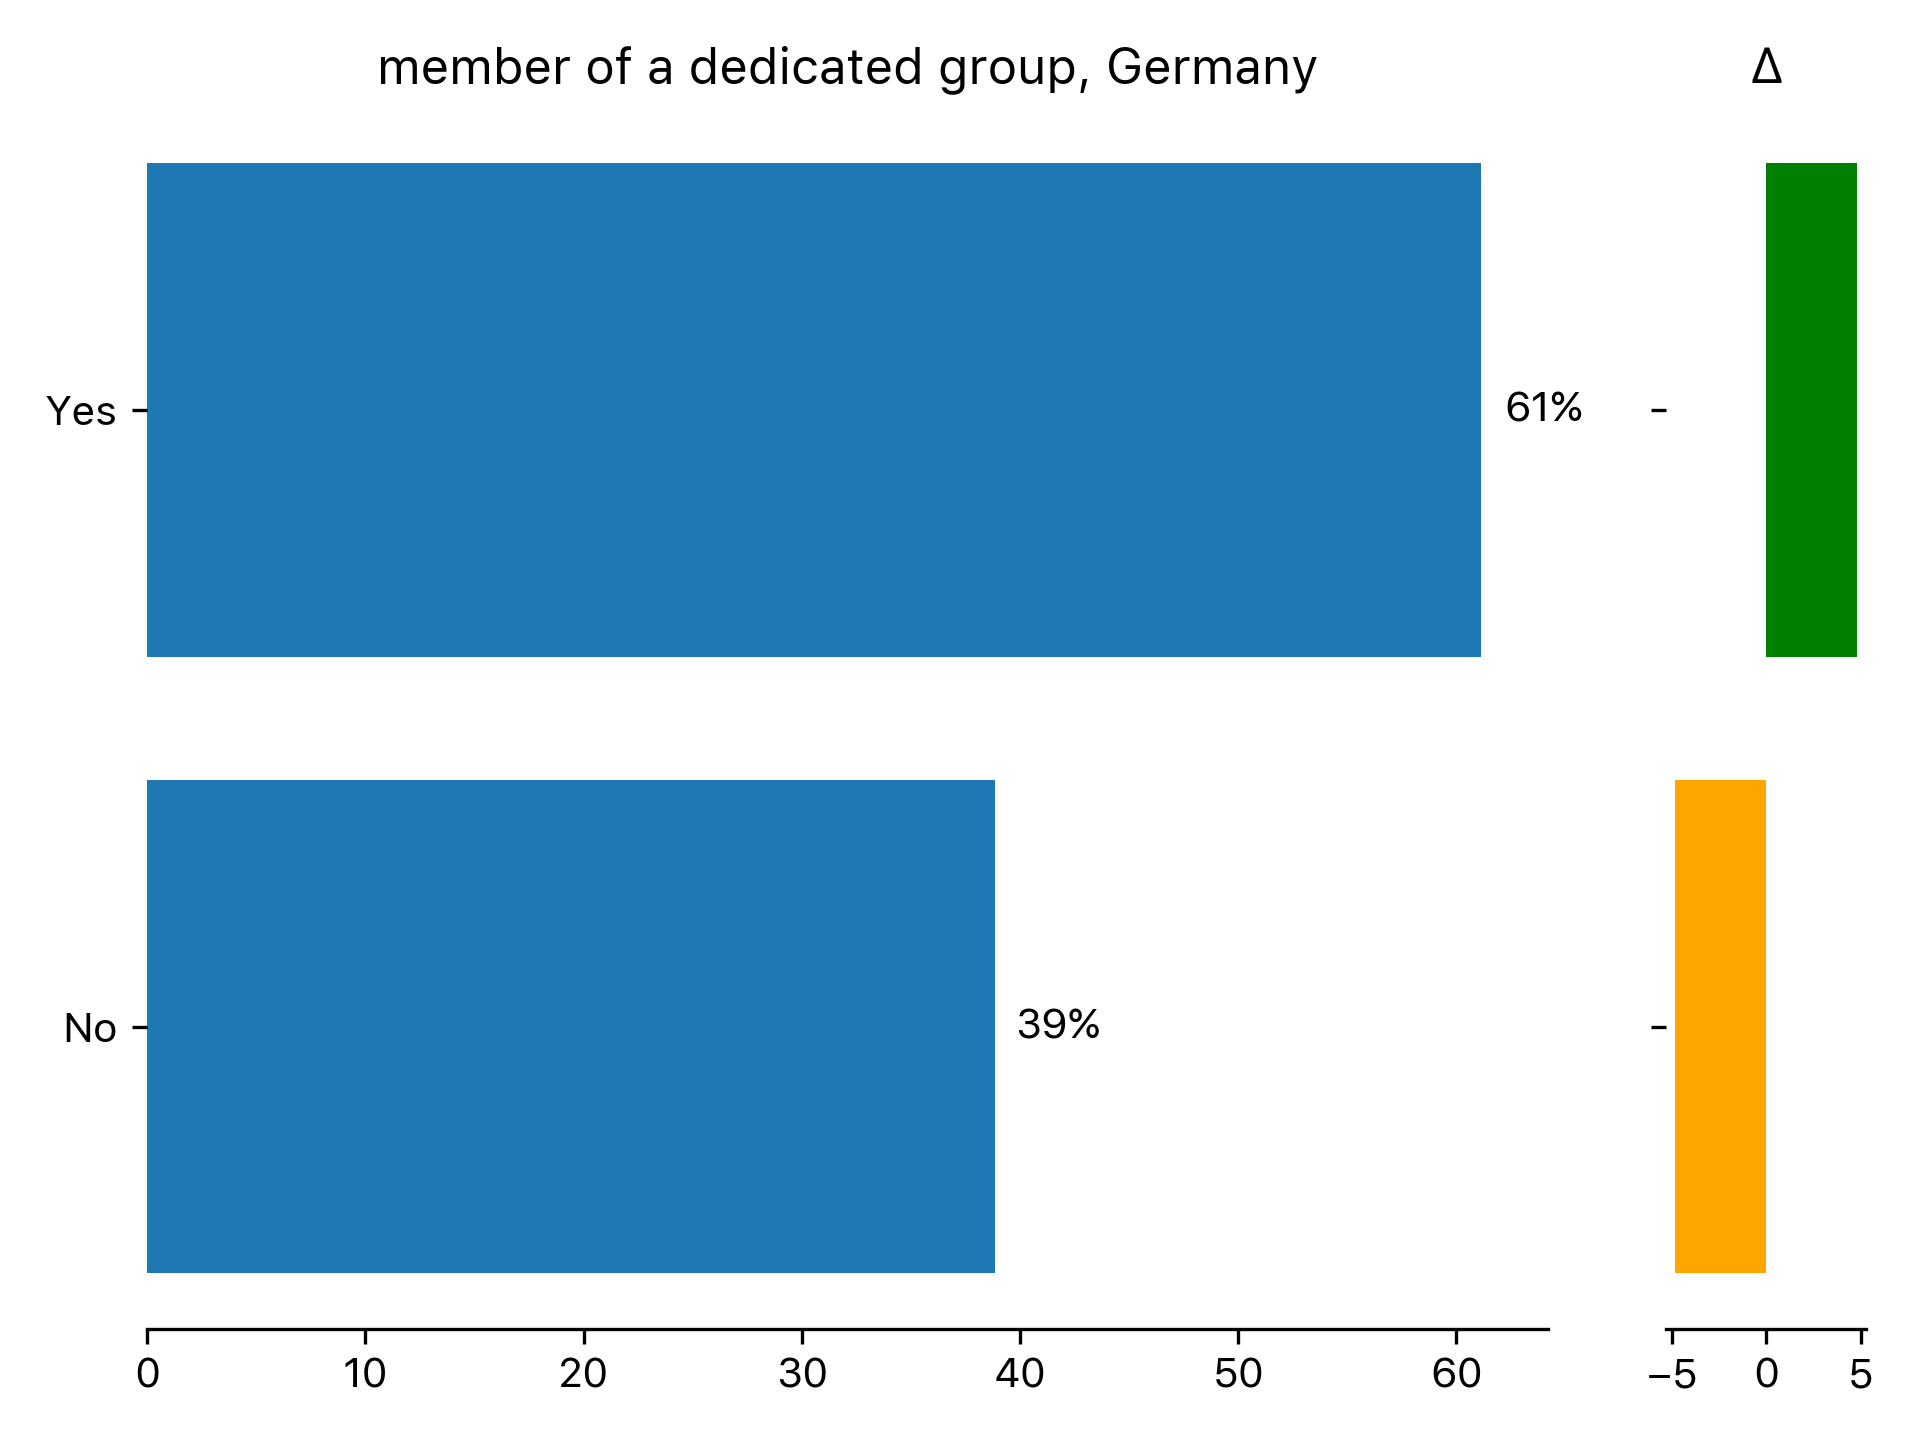 member of a dedicated group, Germany Δ
Yes 61%
No 39%
0 10 20 30 40 50 60 −5 0 5